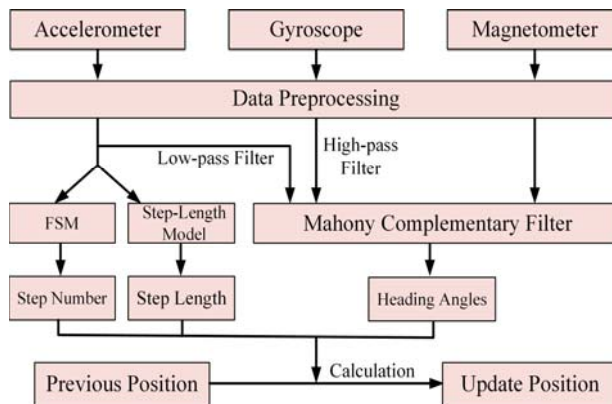 Accelerometer
Gyroscope
Magnetometer
Data Preprocessing
Low-pass Filter
High-pass
Filter
FSM
Step-Length
Model
Mahony Complementary Filter
Step Number
Step Length
Heading Angles
Calculation
Previous Position
Update Position